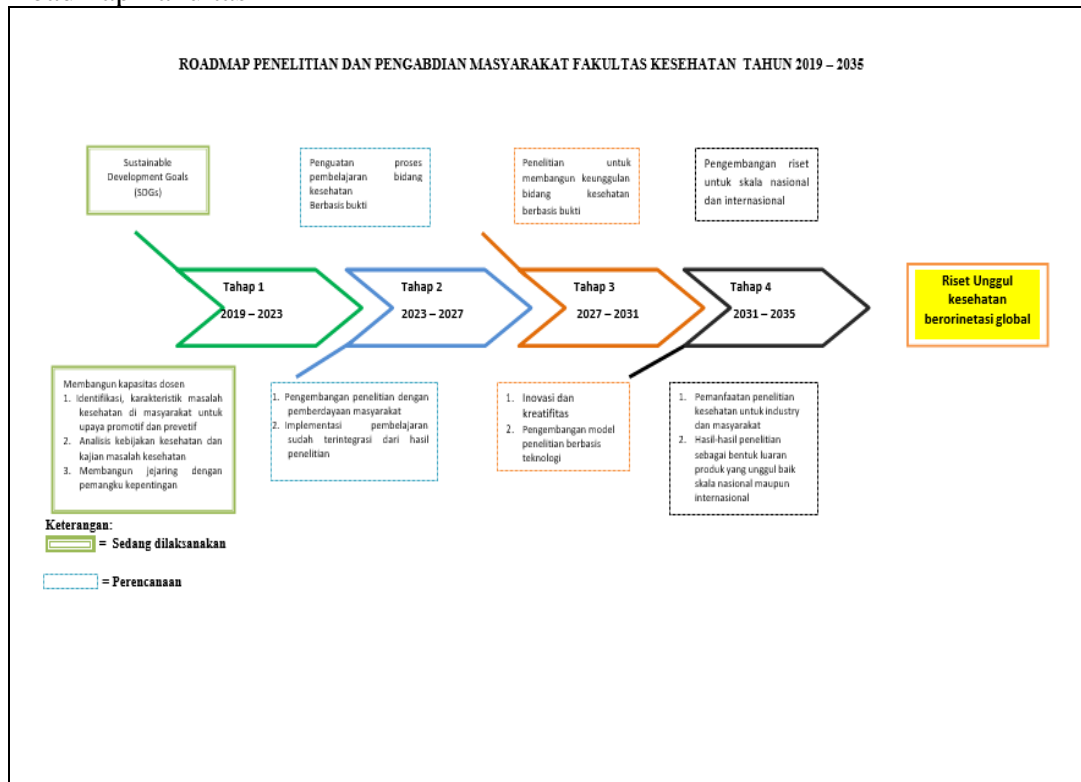 ROADMAP PENELITIAN DAN PENGABDIAN MASYARAKAT FAKULTAS KESEHATAN TAHUN 2019 – 2035
Sustainable
Development Goals
(SDGs)
Penguatan proses
pembelajaran bidang
kesehatan
Berbasis bukti
Penelitian untuk
membangun keunggulan
bidang kesehatan
berbasis bukti
Pengembangan riset
untuk skala nasional
dan internasional
Tahap 1
2019 – 2023
Tahap 2
2023 – 2027
Tahap 3
2027 – 2031
Tahap 4
2031 – 2035
Riset Unggul
kesehatan
berorinetasi global
Membangun kapasitas dosen
1. Identifikasi, karakteristik masalah
kesehatan di masyarakat untuk
upaya promotif dan prevetif
2. Analisis kebijakan kesehatan dan
kajian masalah kesehatan
3. Membangun jejaring dengan
pemangku kepentingan
1. Pengembangan penelitian dengan
pemberdayaan masyarakat
2. Implementasi pembelajaran
sudah terintegrasi dari hasil
penelitian
1. Inovasi dan
kreatifitas
2. Pengembangan model
penelitian berbasis
teknologi
1. Pemanfaatan penelitian
kesehatan untuk industry
dan masyarakat
2. Hasil-hasil penelitian
sebagai bentuk luaran
produk yang unggul baik
skala nasional maupun
internasional
Keterangan:
= Sedang dilaksanakan
= Perencanaan